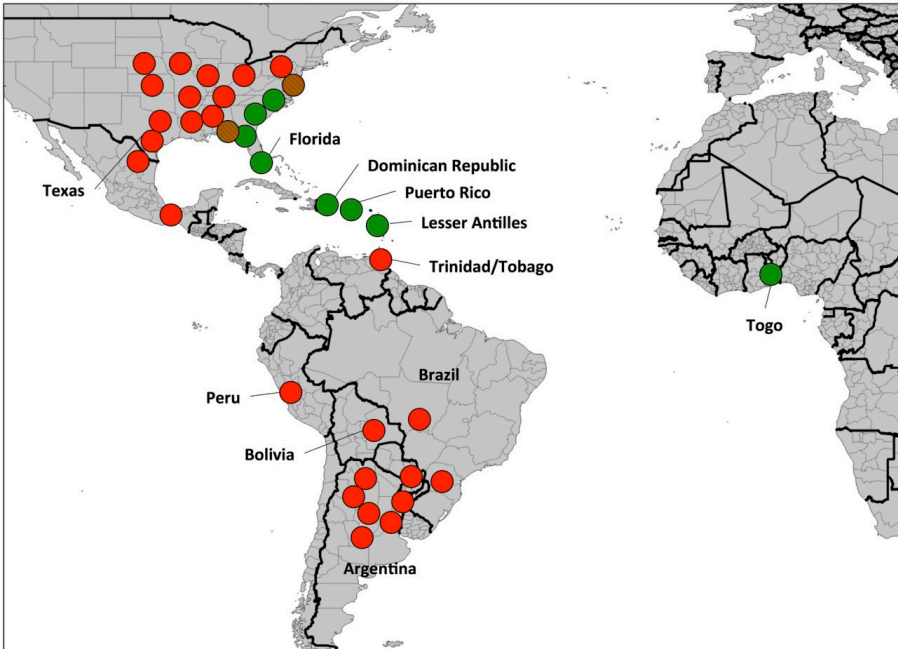 Florida
Dominican Republic
Texas
Puerto Rico
Lesser Antilles
Trinidad/Tobago
Togo
Brazil
Peru
Bolivia
Argentina